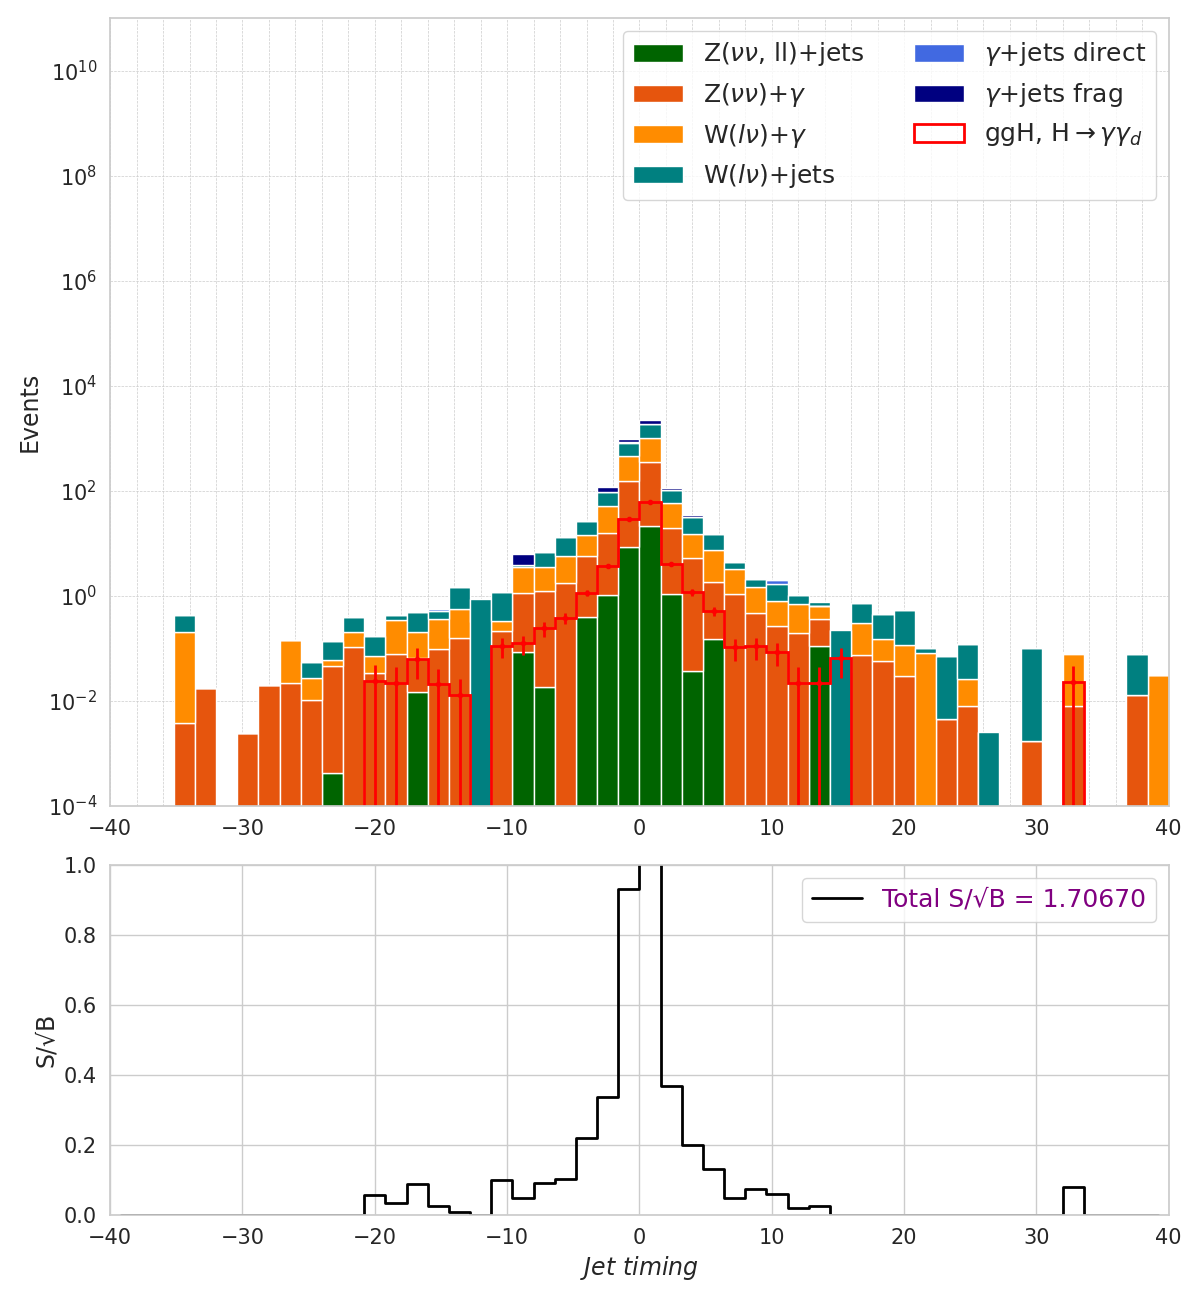 Z(νν, ll)+jets
Z(νν)+γ
W(lν)+γ
W(lν)+jets
γ+jets direct
γ+jets frag
ggH, H→γγ_d
10^10
10^8
10^6
10^4
10^2
10^0
10^−2
10^−4
Events
−40 −30 −20 −10 0 10 20 30 40
Total S/√B = 1.70670
1.0
0.8
0.6
0.4
0.2
0.0
S/√B
−40 −30 −20 −10 0 10 20 30 40
Jet timing